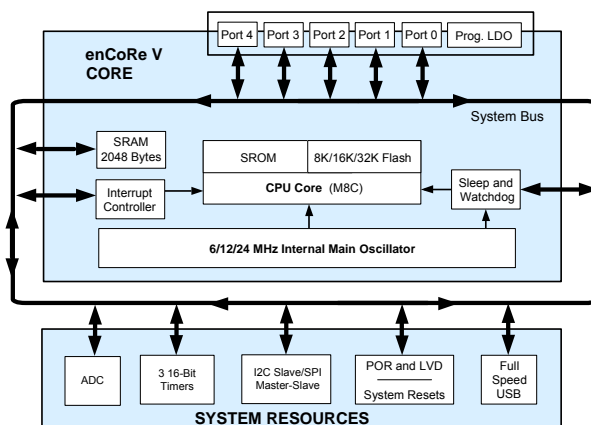 Port 4 Port 3 Port 2 Port 1 Port 0 Prog. LDO
enCoRe V
CORE
System Bus
SRAM
2048 Bytes
SROM 8K/16K/32K Flash
CPU Core (M8C)
Interrupt
Controller
Sleep and
Watchdog
6/12/24 MHz Internal Main Oscillator
ADC
3 16-Bit
Timers
I2C Slave/SPI
Master-Slave
POR and LVD
System Resets
Full
Speed
USB
SYSTEM RESOURCES